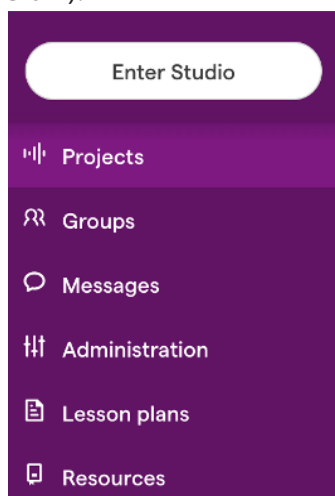 Enter Studio
Projects
Groups
Messages
Administration
Lesson plans
Resources